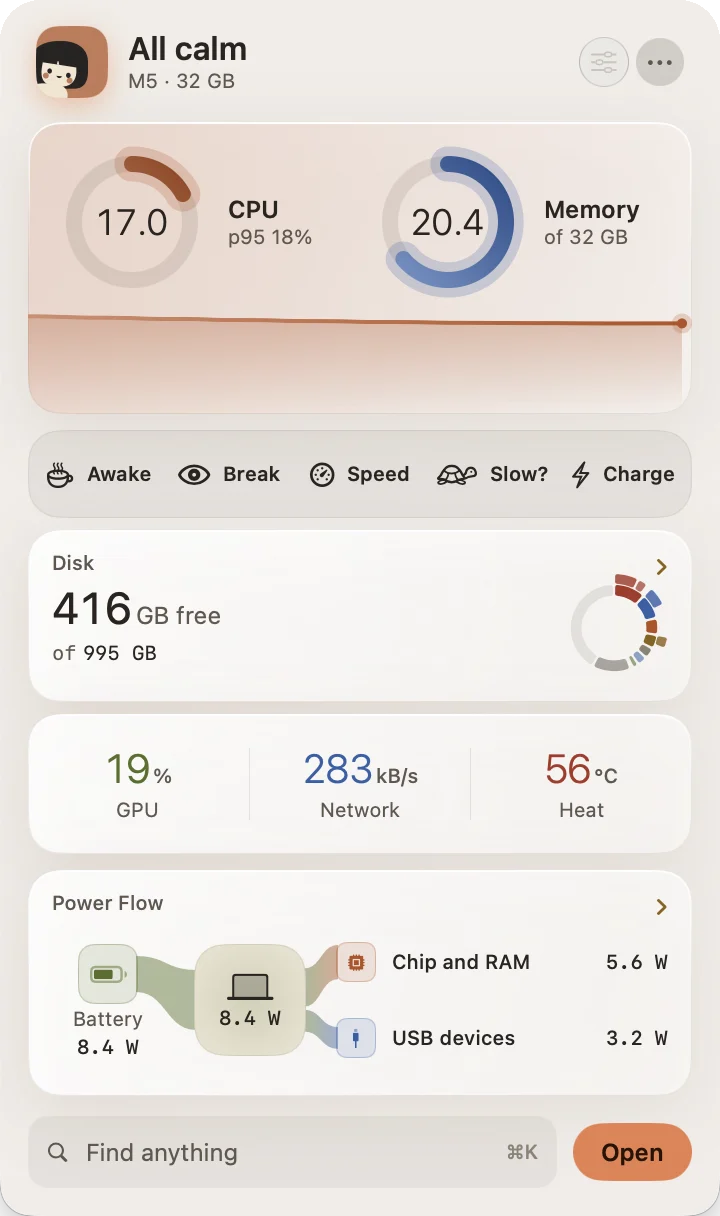 All calm
M5 · 32 GB
17.0
CPU
p95 18%
20.4
Memory
of 32 GB
Awake
Break
Speed
Slow?
Charge
Disk
416 GB free
of 995 GB
19%
GPU
283 kB/s
Network
56 °C
Heat
Power Flow
Battery
8.4 W
8.4 W
Chip and RAM
5.6 W
USB devices
3.2 W
Find anything
⌘K
Open